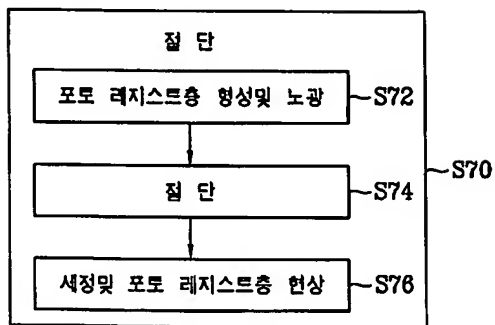 절 단
포토 레지스트층 형성및 노광
S72
S70
절 단
S74
세정및 포토 레지스트층 현상
S76